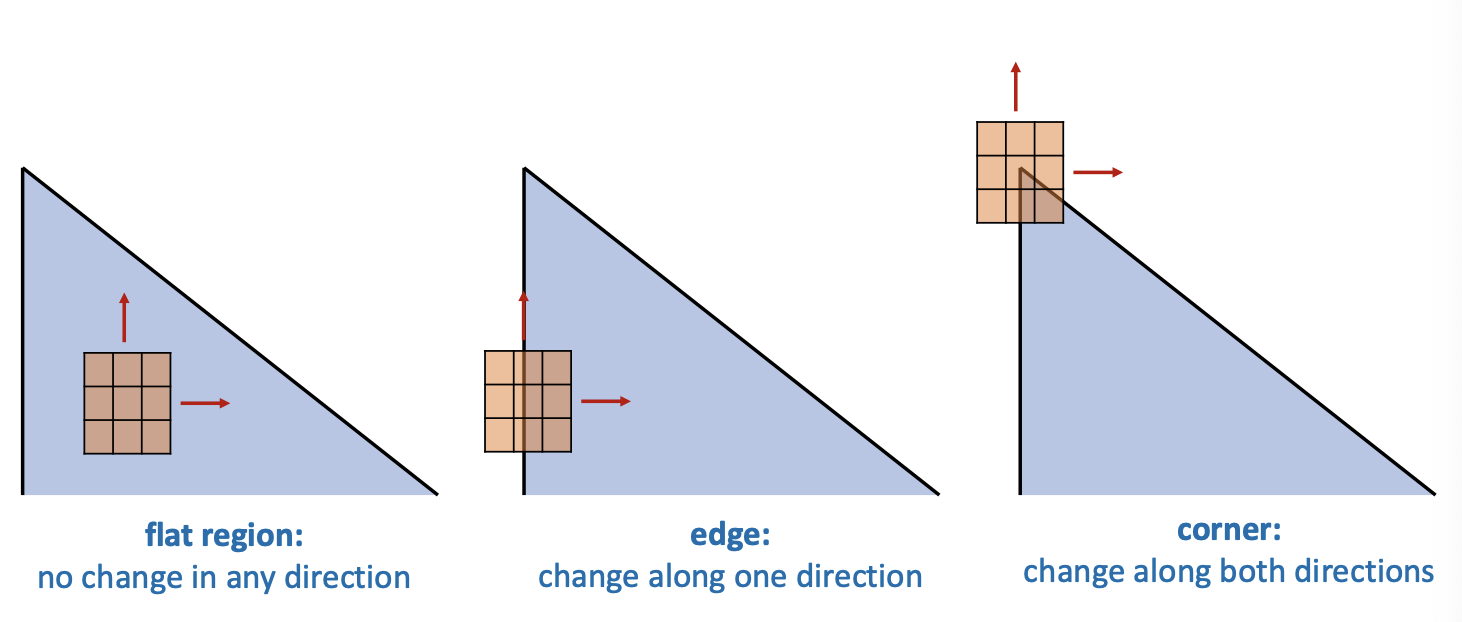 flat region:
no change in any direction
edge:
change along one direction
corner:
change along both directions